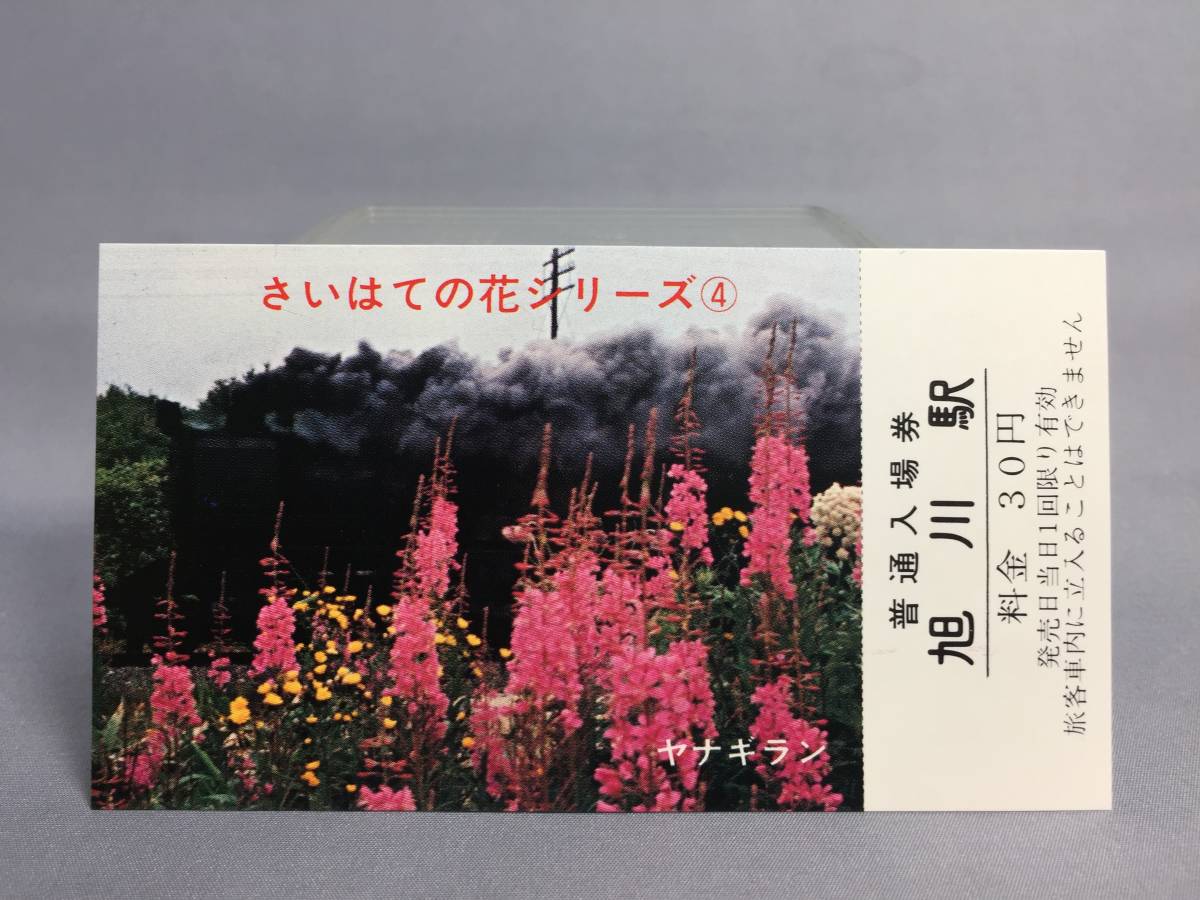 さいはての花シリーズ④
ヤナギラン
普通入場券
旭川駅
料金 30円
発売日当日1回限り有効
旅客車内に立入ることはできません